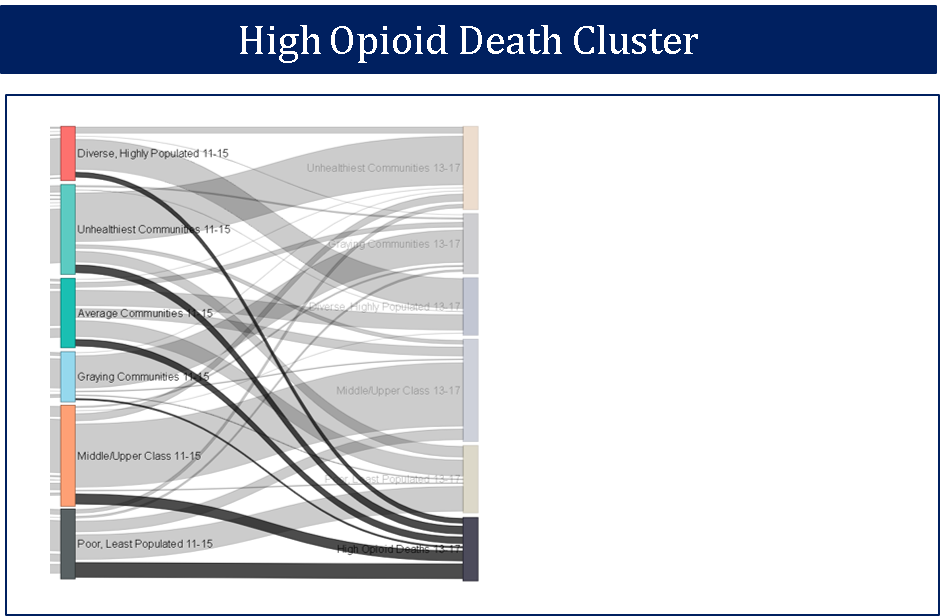 High Opioid Death Cluster
Diverse, Highly Populated 11-15
Unhealthiest Communities 13-17
Unhealthiest Communities 11-15
Graying Communities 13-17
Diverse, Highly Populated 13-17
Average Communities 11-15
Graying Communities 11-15
Middle/Upper Class 13-17
Middle/Upper Class 11-15
Poor, Least Populated 13-17
Poor, Least Populated 11-15
High Opioid Deaths 13-17